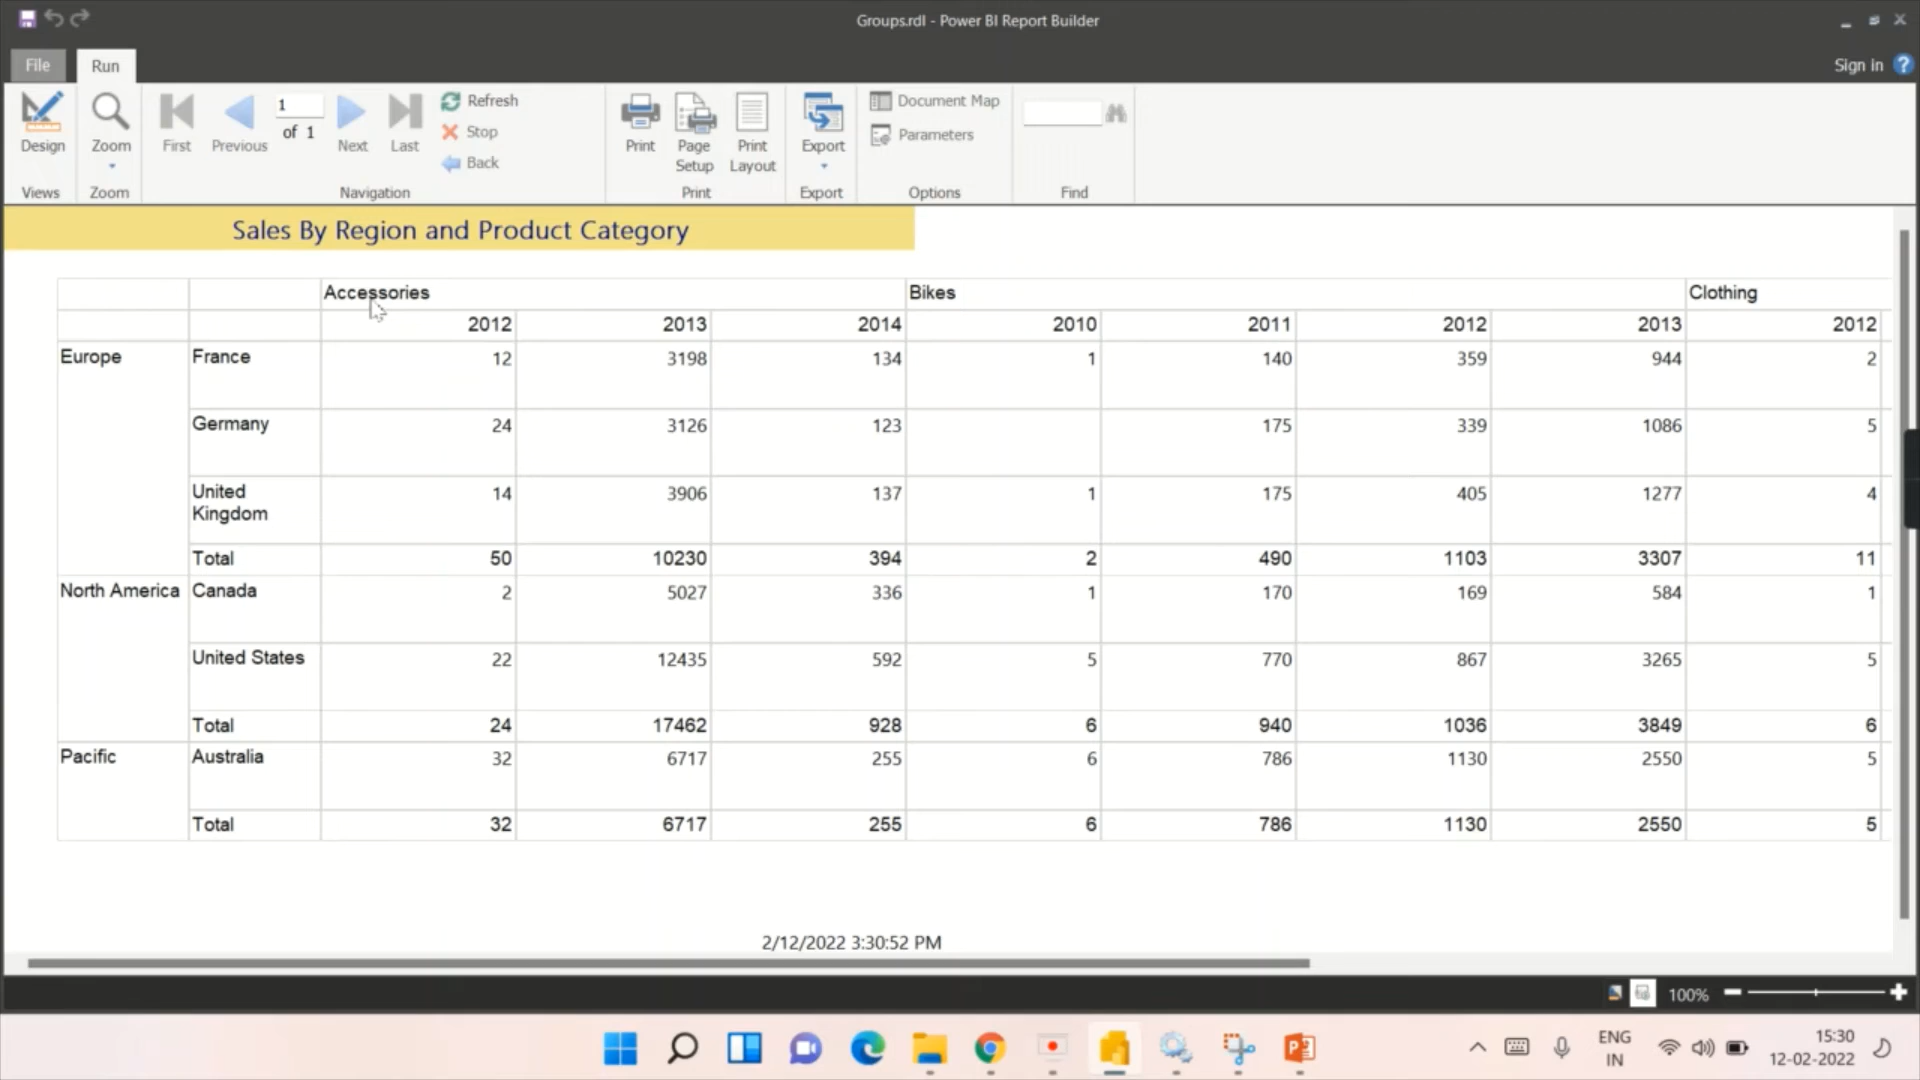 Groups.rdl - Power BI Report Builder
File Run Sign in ?
Design Zoom First Previous 1 of 1 Next Last Refresh Stop Back Print Page Setup Print Layout Export Document Map Parameters
Views Zoom Navigation Print Export Options Find
Sales By Region and Product Category
Accessories Bikes Clothing
2012 2013 2014 2010 2011 2012 2013 2012
Europe France 12 3198 134 1 140 359 944 2
Germany 24 3126 123 175 339 1086 5
United Kingdom 14 3906 137 1 175 405 1277 4
Total 50 10230 394 2 490 1103 3307 11
North America Canada 2 5027 336 1 170 169 584 1
United States 22 12435 592 5 770 867 3265 5
Total 24 17462 928 6 940 1036 3849 6
Pacific Australia 32 6717 255 6 786 1130 2550 5
Total 32 6717 255 6 786 1130 2550 5
2/12/2022 3:30:52 PM
100%
ENG 15:30
IN 12-02-2022